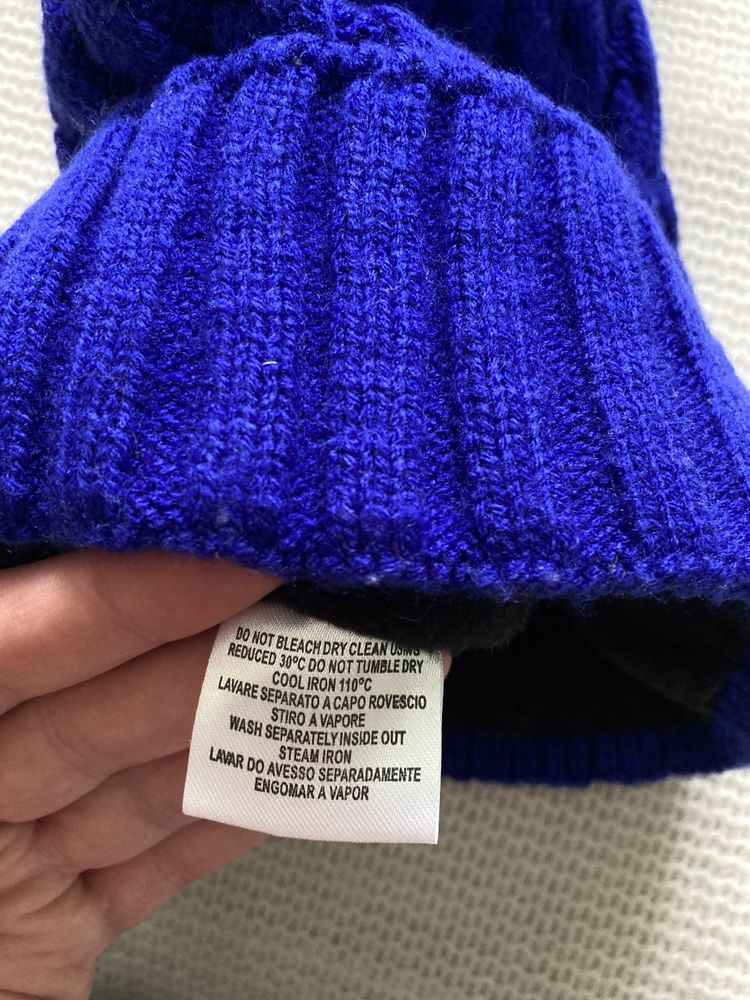 DO NOT BLEACH DRY CLEAN USING
REDUCED 30°C DO NOT TUMBLE DRY
COOL IRON 110°C
LAVARE SEPARATO A CAPO ROVESCIO
STIRO A VAPORE
WASH SEPARATELY INSIDE OUT
STEAM IRON
LAVAR DO AVESSO SEPARADAMENTE
ENGOMAR A VAPOR